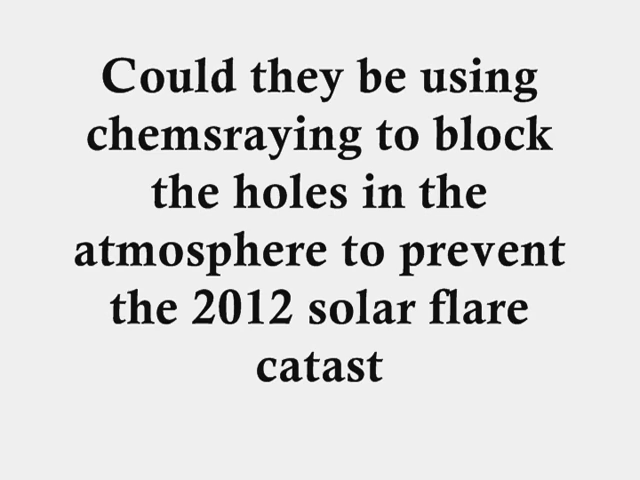 Could they be using
chemsraying to block
the holes in the
atmosphere to prevent
the 2012 solar flare
catast